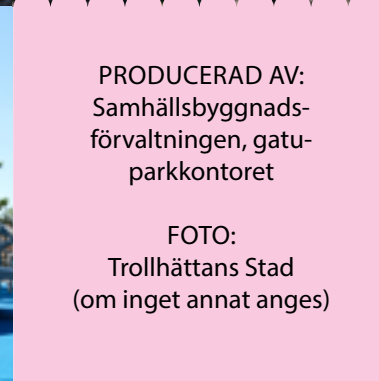 PRODUCERAD AV:
Samhällsbyggnads-
förvaltningen, gatu-
parkkontoret
FOTO:
Trollhättans Stad
(om inget annat anges)